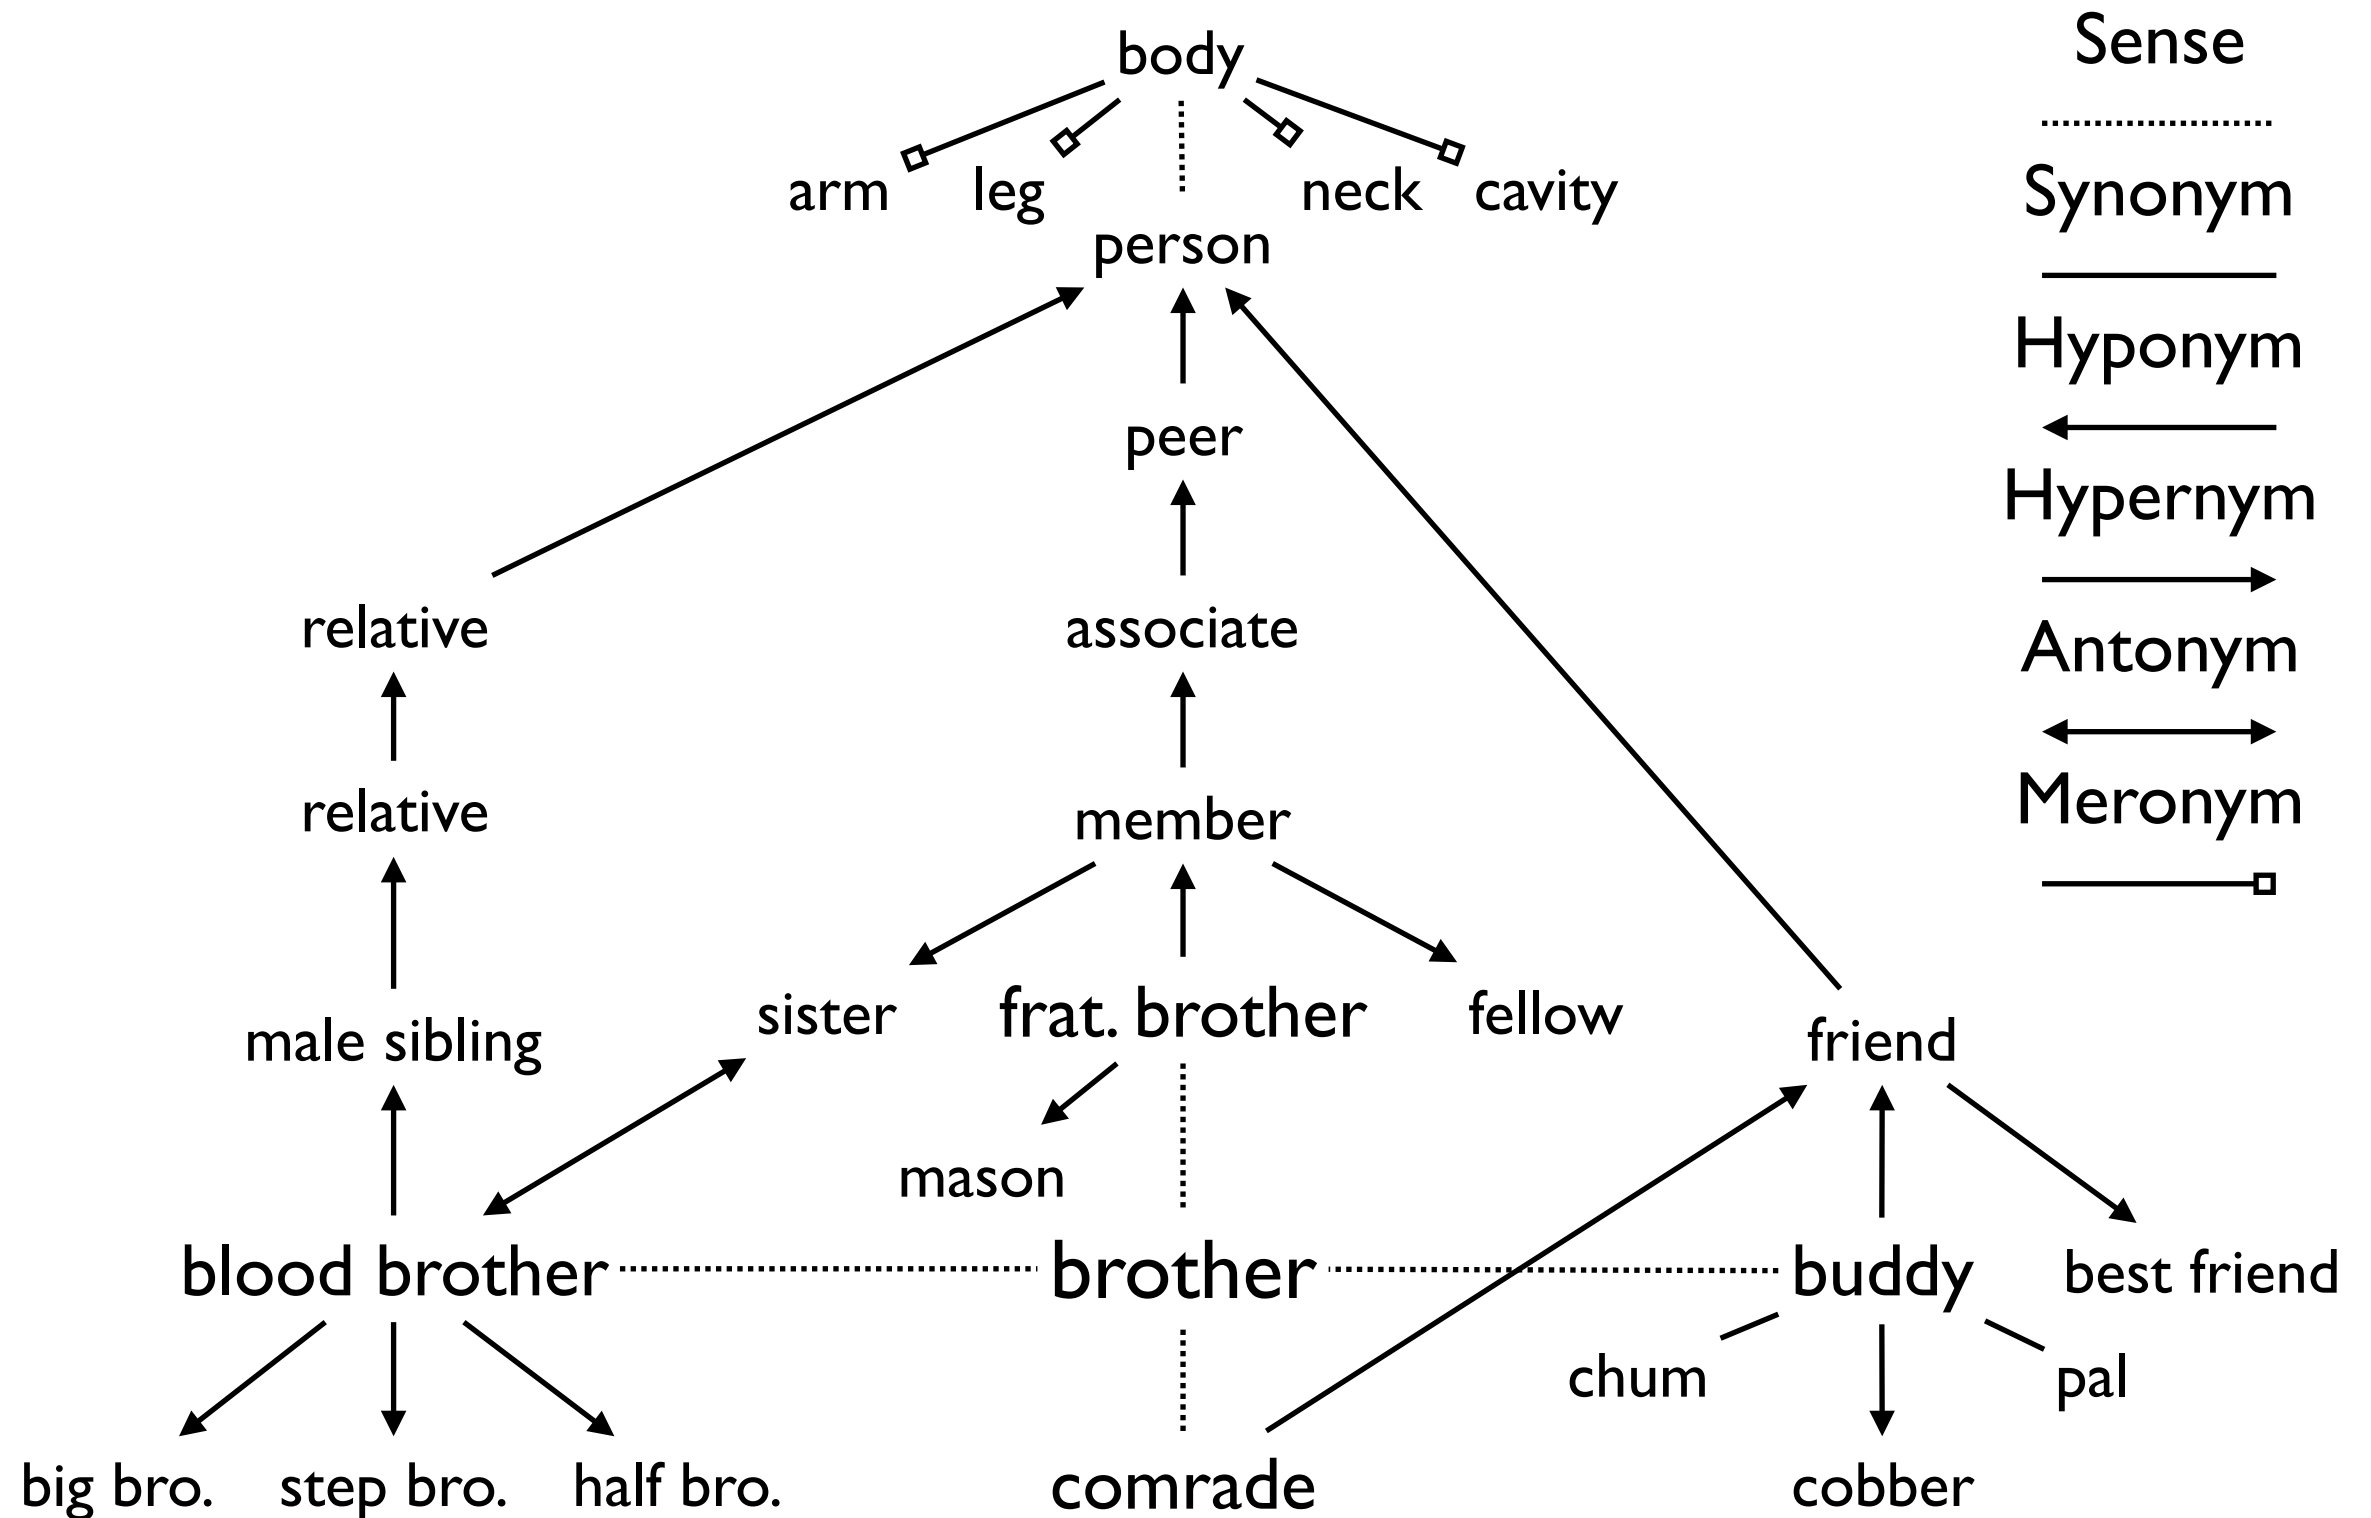 body
Sense
arm
leg
neck
cavity
Synonym
person
Hyponym
peer
Hypernym
relative
associate
Antonym
relative
member
Meronym
male sibling
sister
frat. brother
fellow
friend
mason
blood brother
brother
buddy
best friend
chum
pal
big bro.
step bro.
half bro.
comrade
cobber